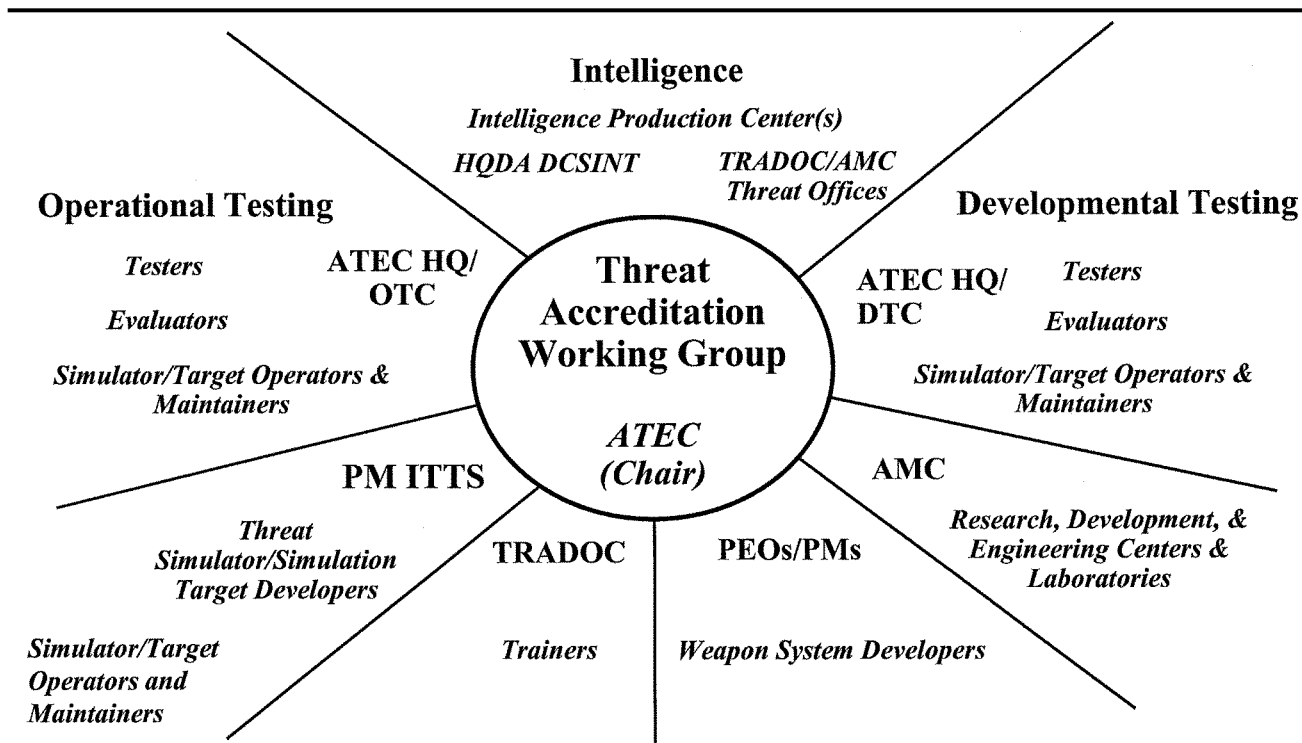 Intelligence
Intelligence Production Center(s)
HQDA DCSINT
TRADOC/AMC
Threat Offices
Operational Testing
Testers
ATEC HQ/
OTC
Evaluators
Simulator/Target Operators &
Maintainers
Threat
Accreditation
Working Group
ATEC
(Chair)
Developmental Testing
ATEC HQ/
DTC
Testers
Evaluators
Simulator/Target Operators &
Maintainers
PM ITTS
Threat
Simulator/Simulation
Target Developers
Simulator/Target
Operators and
Maintainers
TRADOC
Trainers
PEOs/PMs
Weapon System Developers
AMC
Research, Development, &
Engineering Centers &
Laboratories